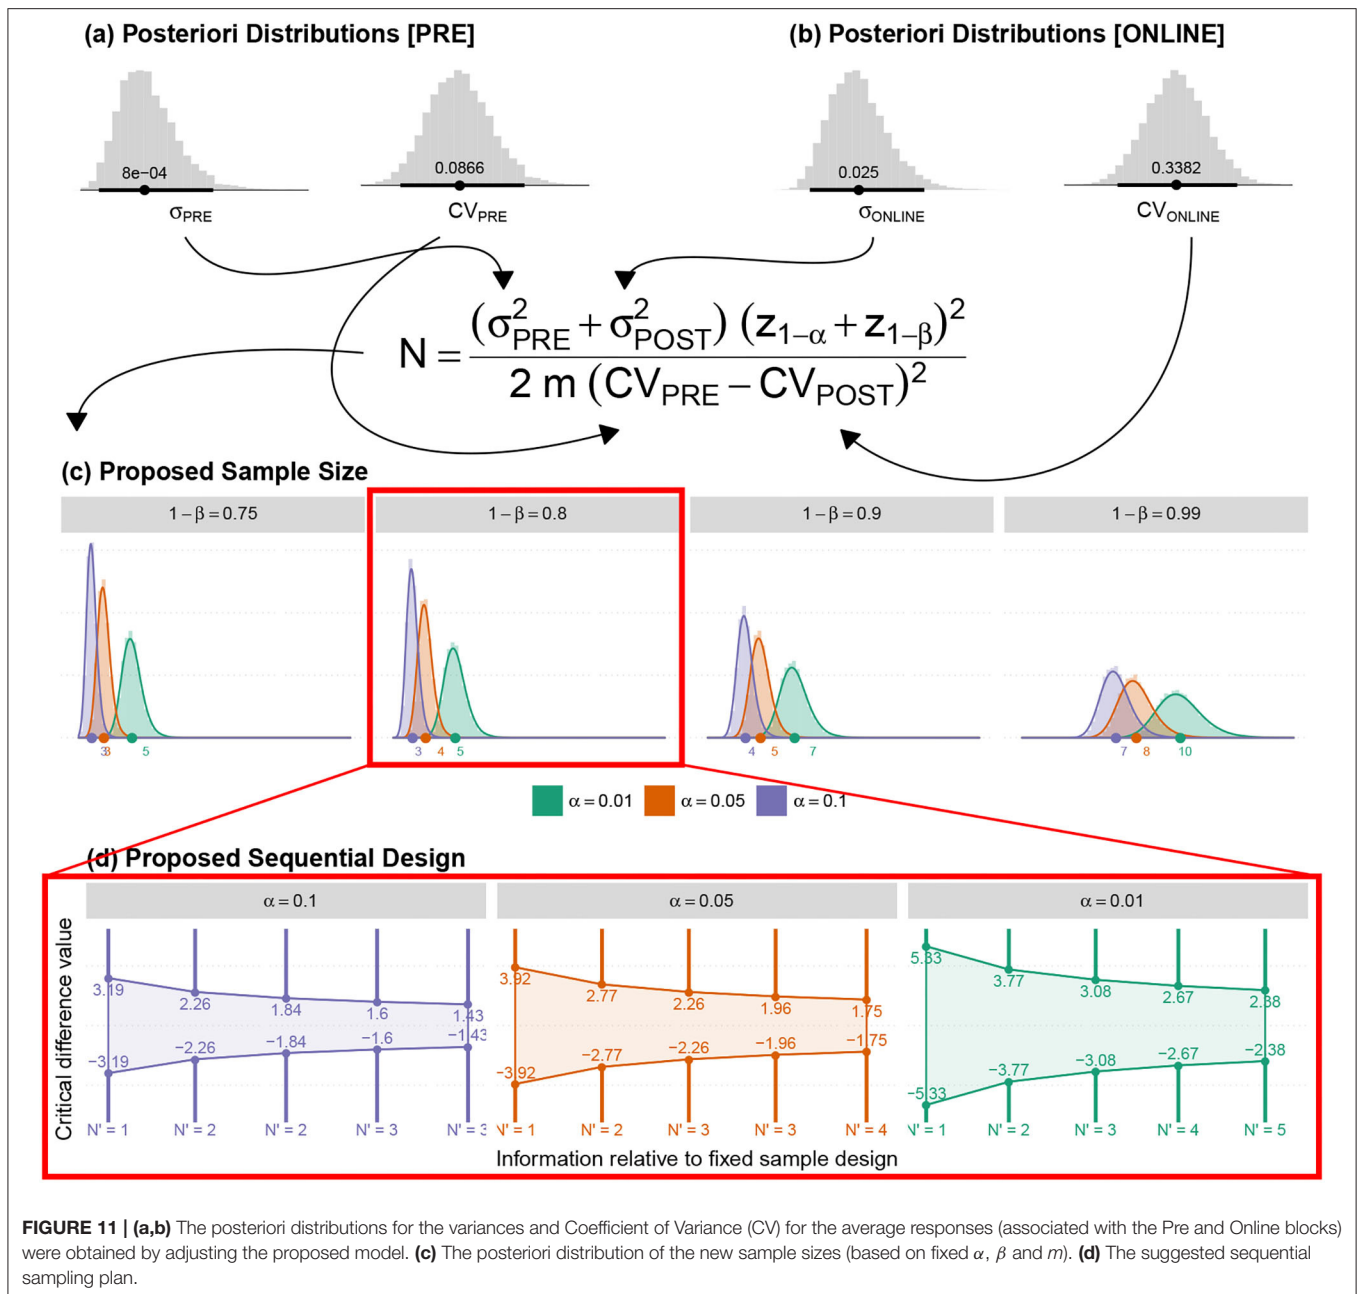 (a) Posteriori Distributions [PRE]
(b) Posteriori Distributions [ONLINE]
8e−04
0.0866
0.025
0.3382
σPRE
CVPRE
σONLINE
CVONLINE
N = (σ²PRE + σ²POST) (z1−α + z1−β)² / 2 m (CVPRE − CVPOST)²
(c) Proposed Sample Size
1 − β = 0.75
1 − β = 0.8
1 − β = 0.9
1 − β = 0.99
3 3 5
3 4 5
4 5 7
7 8 10
α = 0.01 α = 0.05 α = 0.1
(d) Proposed Sequential Design
α = 0.1
α = 0.05
α = 0.01
Critical difference value
3.19 2.26 1.84 1.6 1.43
−3.19 −2.26 −1.84 −1.6 −1.43
N' = 1 N' = 2 N' = 2 N' = 3 N' = 3
3.92 2.77 2.26 1.96 1.75
−3.92 −2.77 −2.26 −1.96 −1.75
N' = 1 N' = 2 N' = 3 N' = 3 N' = 4
5.33 3.77 3.08 2.67 2.38
−5.33 −3.77 −3.08 −2.67 −2.38
N' = 1 N' = 2 N' = 3 N' = 4 N' = 5
Information relative to fixed sample design
FIGURE 11 | (a,b) The posteriori distributions for the variances and Coefficient of Variance (CV) for the average responses (associated with the Pre and Online blocks)
were obtained by adjusting the proposed model. (c) The posteriori distribution of the new sample sizes (based on fixed α, β and m). (d) The suggested sequential
sampling plan.